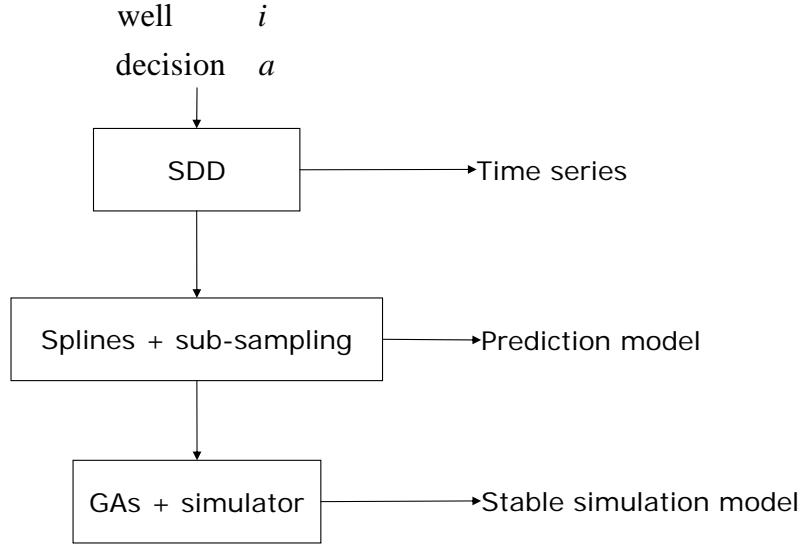 well i
decision a
SDD
Time series
Splines + sub-sampling
Prediction model
GAs + simulator
Stable simulation model